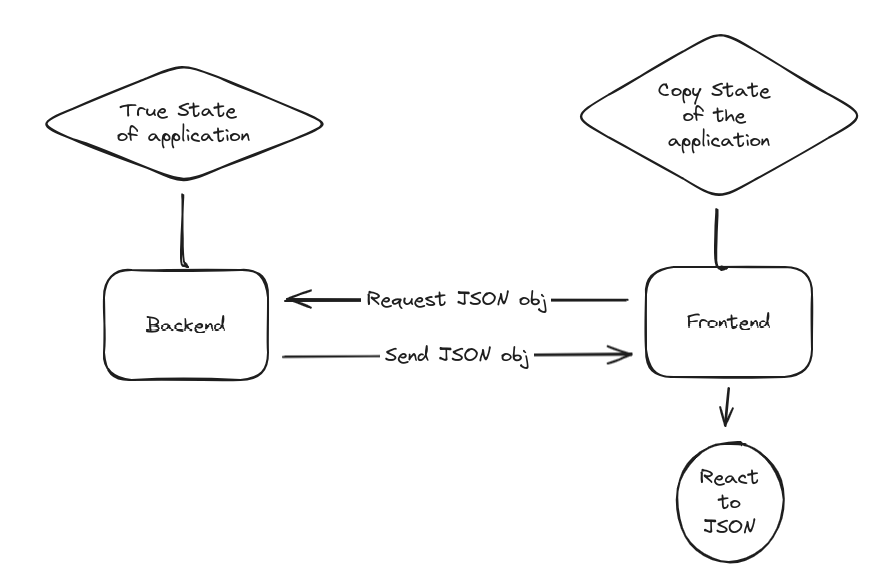 True State
of application
Copy State
of the
application
Request JSON obj
Backend
Frontend
Send JSON obj
React
to
JSON